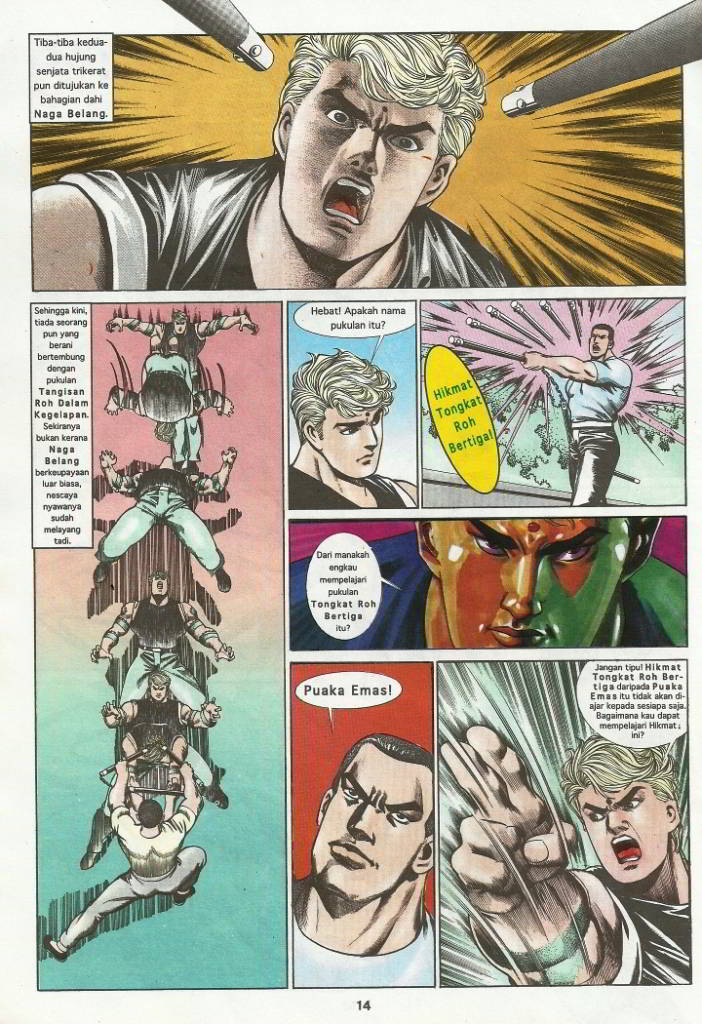 Tiba-tiba kedua-
dua hujung
senjata trikerat
pun ditujukan ke
bahagian dahi
Naga Belang.
Sehingga kini,
tiada seorang
pun yang
berani
bertembung
dengan
pukulan
Tangisan
Roh Dalam
Kegelapan.
Sekiranya
bukan kerana
Naga
Belang
berkeupayaan
luar biasa,
nescaya
nyawanya
sudah
melayang
tadi.
Hebat! Apakah nama
pukulan itu?
Hikmat
Tongkat
Roh
Bertiga!
Dari manakah
engkau
mempelajari
pukulan
Tongkat Roh
Bertiga
itu?
Puaka Emas!
Jangan tipu! Hikmat
Tongkat Roh Ber-
tiga daripada Puaka
Emas itu tidak akan di-
ajar kepada sesiapa saja.
Bagaimana kau dapat
mempelajari Hikmat↓
ini?
14